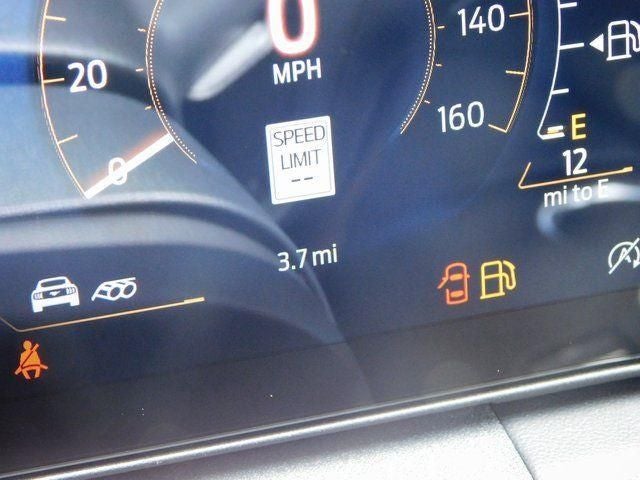 0
MPH
20
0
140
160
SPEED
LIMIT
--
E
12
mi to E
3.7 mi